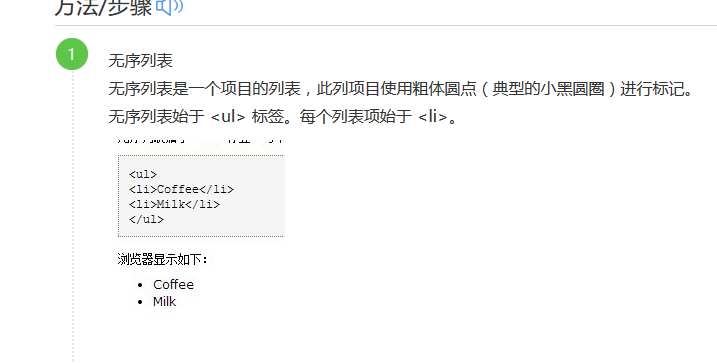 方法/步骤
1
无序列表
无序列表是一个项目的列表，此列项目使用粗体圆点（典型的小黑圆圈）进行标记。
无序列表始于 <ul> 标签。每个列表项始于 <li>。
<ul>
<li>Coffee</li>
<li>Milk</li>
</ul>
浏览器显示如下：
• Coffee
• Milk